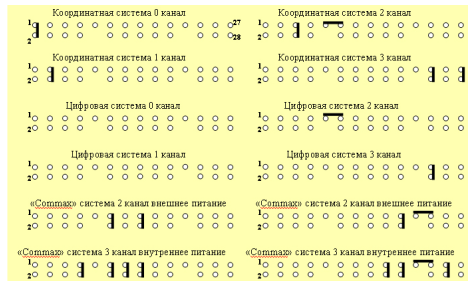 Координатная система 0 канал
Координатная система 2 канал
1
27
1
2
28
2
Координатная система 1 канал
Координатная система 3 канал
1
1
2
2
Цифровая система 0 канал
Цифровая система 2 канал
1
1
2
2
Цифровая система 1 канал
Цифровая система 3 канал
1
1
2
2
«Commax» система 2 канал внешнее питание
«Commax» система 2 канал внешнее питание
1
1
2
2
«Commax» система 3 канал внутреннее питание
«Commax» система 3 канал внутреннее питание
1
1
2
2